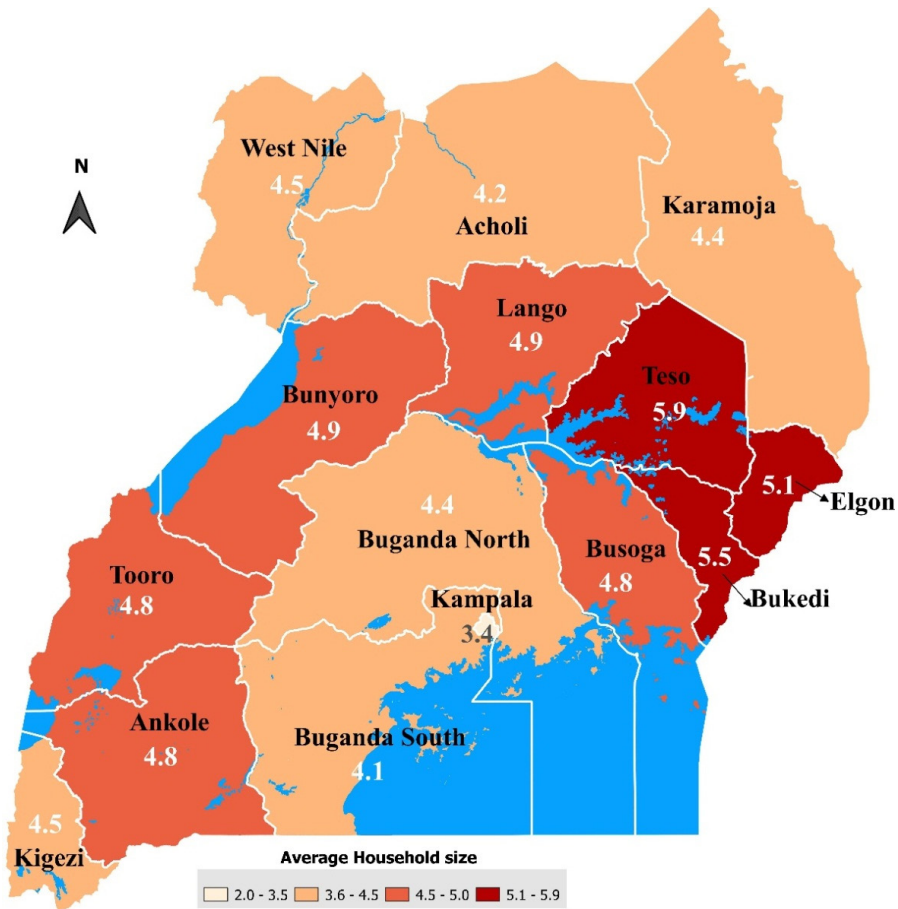 N
West Nile
4.5
4.2
Acholi
Karamoja
4.4
Lango
4.9
Bunyoro
4.9
Teso
5.9
5.1
Elgon
4.4
Buganda North
Busoga
4.8
5.5
Bukedi
Tooro
4.8
Kampala
3.4
Ankole
4.8
Buganda South
4.1
4.5
Kigezi
Average Household size
2.0 - 3.5 3.6 - 4.5 4.5 - 5.0 5.1 - 5.9